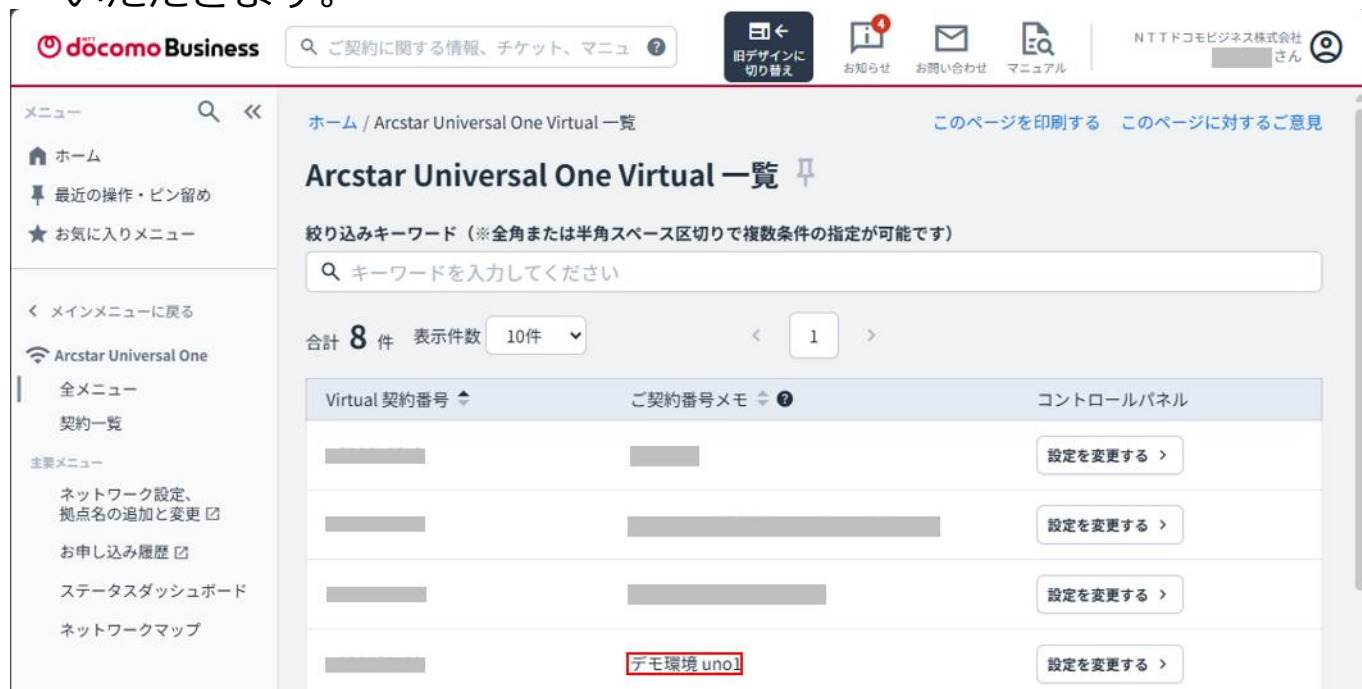 いただきます。
NTT döcomo Business
ご契約に関する情報、チケット、マニュ
旧デザインに
切り替え
4
お知らせ
お問い合わせ
マニュアル
NTTドコモビジネス株式会社
さん
メニュー
ホーム
最近の操作・ピン留め
お気に入りメニュー
メインメニューに戻る
Arcstar Universal One
全メニュー
契約一覧
主要メニュー
ネットワーク設定、
拠点名の追加と変更
お申し込み履歴
ステータスダッシュボード
ネットワークマップ
ホーム / Arcstar Universal One Virtual 一覧
このページを印刷する このページに対するご意見
Arcstar Universal One Virtual 一覧
絞り込みキーワード（※全角または半角スペース区切りで複数条件の指定が可能です）
キーワードを入力してください
合計 8 件 表示件数 10件 < 1 >
Virtual 契約番号 ご契約番号メモ コントロールパネル
設定を変更する >
設定を変更する >
設定を変更する >
デモ環境 uno1 設定を変更する >